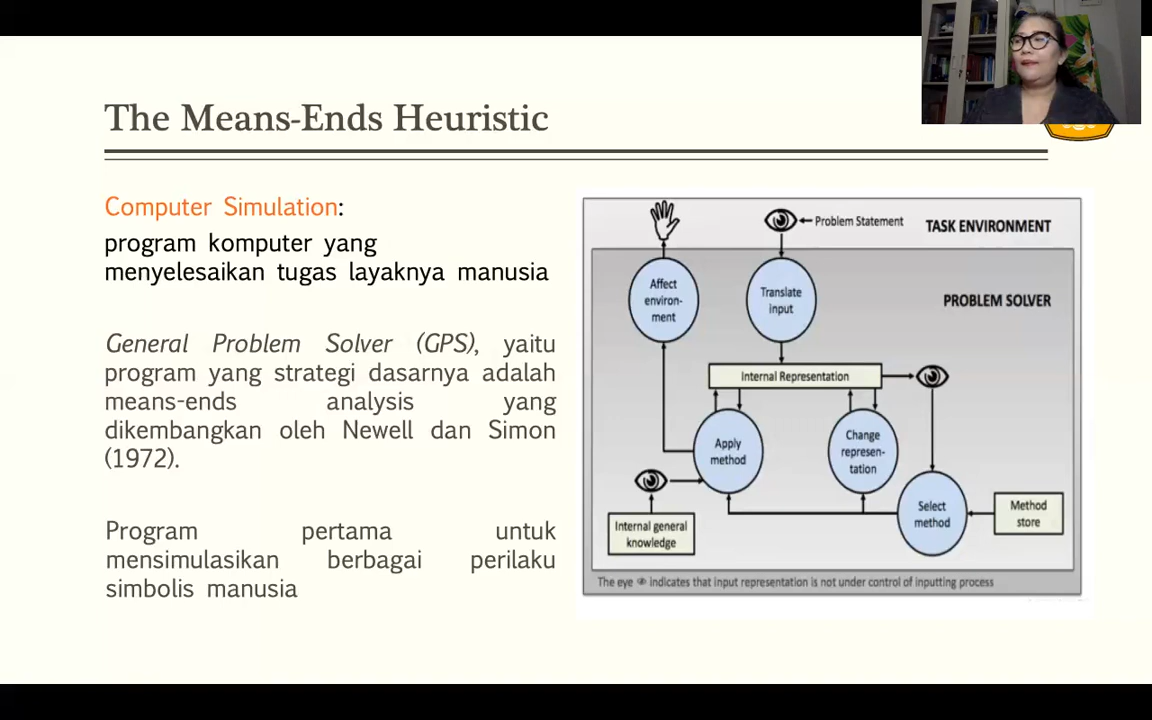 The Means-Ends Heuristic
Computer Simulation:
program komputer yang
menyelesaikan tugas layaknya manusia
General Problem Solver (GPS), yaitu
program yang strategi dasarnya adalah
means-ends analysis yang
dikembangkan oleh Newell dan Simon
(1972).
Program pertama untuk
mensimulasikan berbagai perilaku
simbolis manusia
Problem Statement
TASK ENVIRONMENT
Affect
environ-
ment
Translate
input
PROBLEM SOLVER
Internal Representation
Apply
method
Change
represen-
tation
Internal general
knowledge
Select
method
Method
store
The eye indicates that input representation is not under control of inputting process